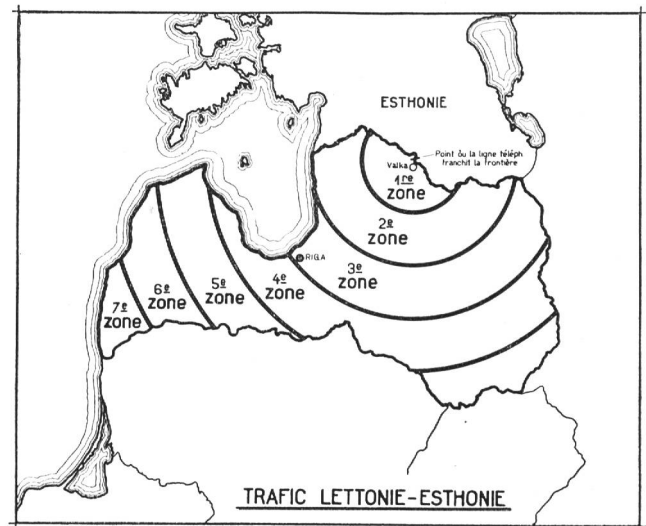 ESTHONIE
Point òu la ligne téléph
franchit la frontière
Valka
1re
zone
2e
zone
RIGA
3e
zone
4e
zone
5e
zone
6e
zone
7e
zone
TRAFIC LETTONIE-ESTHONIE